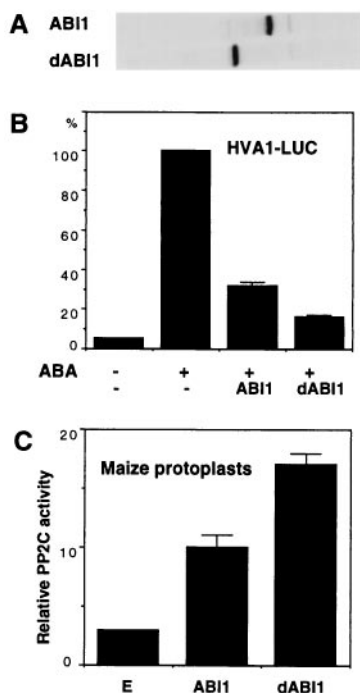 A
ABI1
dABI1
B
%
HVA1-LUC
100
80
60
40
20
0
ABA - + + +
- - ABI1 dABI1
C
Relative PP2C activity
Maize protoplasts
20
10
0
E ABI1 dABI1